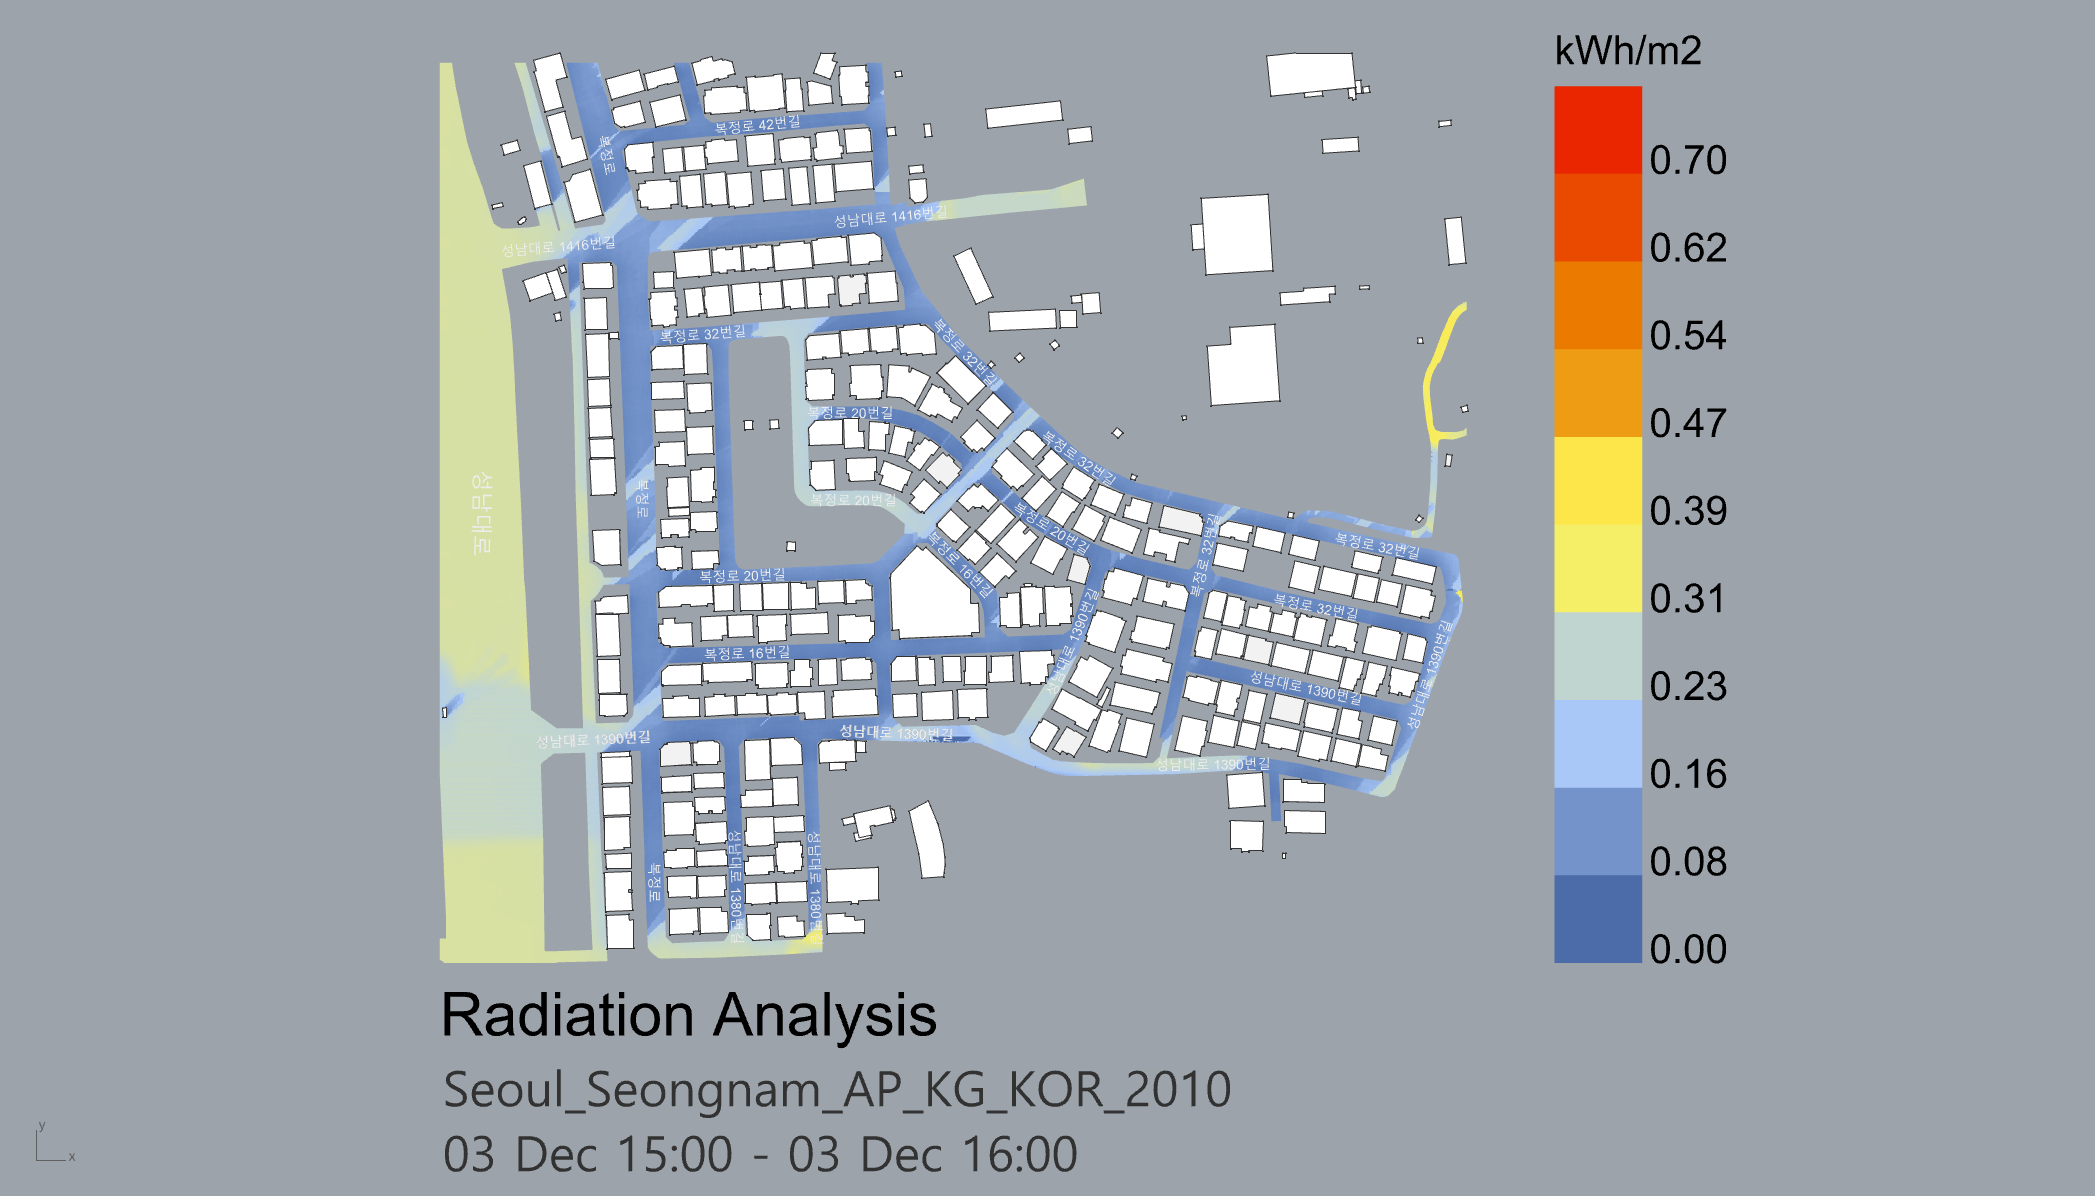 kWh/m2
0.70
0.62
0.54
0.47
0.39
0.31
0.23
0.16
0.08
0.00
복정로 42번길
복정로
성남대로 1416번길
성남대로 1416번길
복정로 32번길
복정로 32번길
복정로 20번길
복정로 32번길
성남대로
복정로
복정로 20번길
복정로 20번길
복정로 32번길
복정로 32번길
복정로 16번길
복정로 20번길
복정로 32번길
성남대로 1390번길
복정로 16번길
성남대로 1390번길
성남대로 1390번길
성남대로 1390번길
성남대로 1390번길
성남대로 1390번길
복정로
성남대로 1380번길
성남대로 1380번길
Radiation Analysis
Seoul_Seongnam_AP_KG_KOR_2010
03 Dec 15:00 - 03 Dec 16:00
y
x